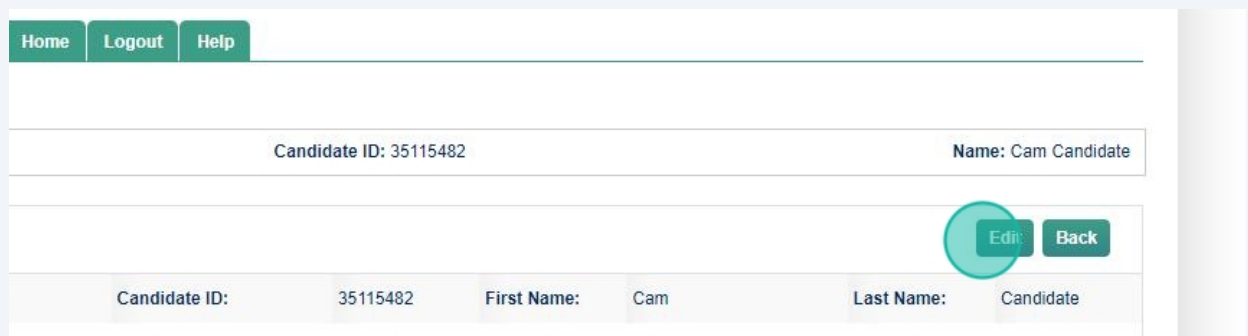 Home Logout Help
Candidate ID: 35115482 Name: Cam Candidate
Edit Back
Candidate ID: 35115482 First Name: Cam Last Name: Candidate